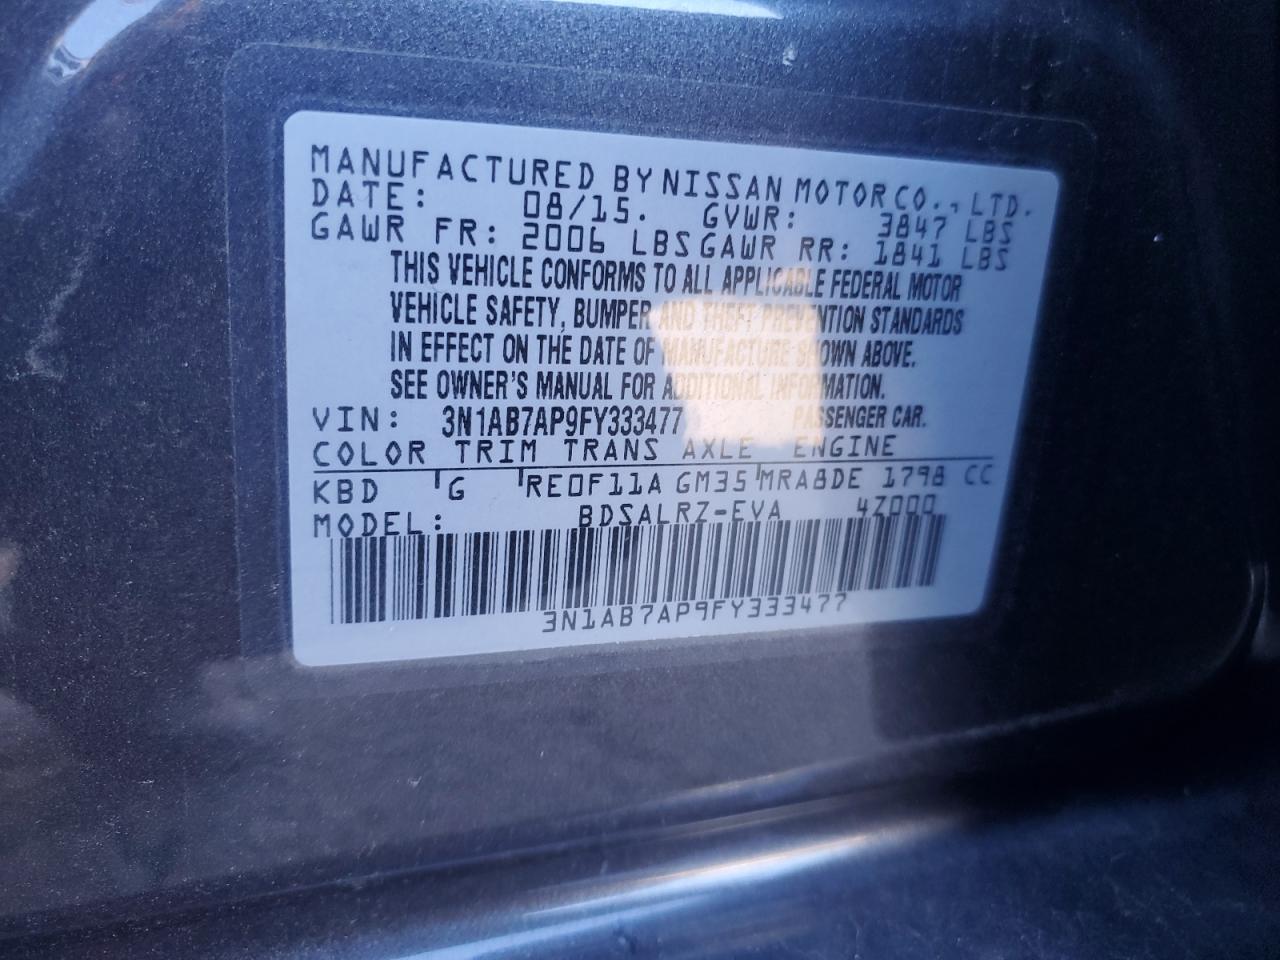 MANUFACTURED BY NISSAN MOTOR CO., LTD.
DATE: 08/15. GVWR: 3847 LBS
GAWR FR: 2006 LBS GAWR RR: 1841 LBS
THIS VEHICLE CONFORMS TO ALL APPLICABLE FEDERAL MOTOR
VEHICLE SAFETY, BUMPER AND THEFT PREVENTION STANDARDS
IN EFFECT ON THE DATE OF MANUFACTURE SHOWN ABOVE.
SEE OWNER'S MANUAL FOR ADDITIONAL INFORMATION.
VIN: 3N1AB7AP9FY333477 PASSENGER CAR.
COLOR TRIM TRANS AXLE ENGINE
KBD G RE0F11A GM35 MRA8DE 1798 CC
MODEL: BDSALRZ-EVA 4Z000
3N1AB7AP9FY333477